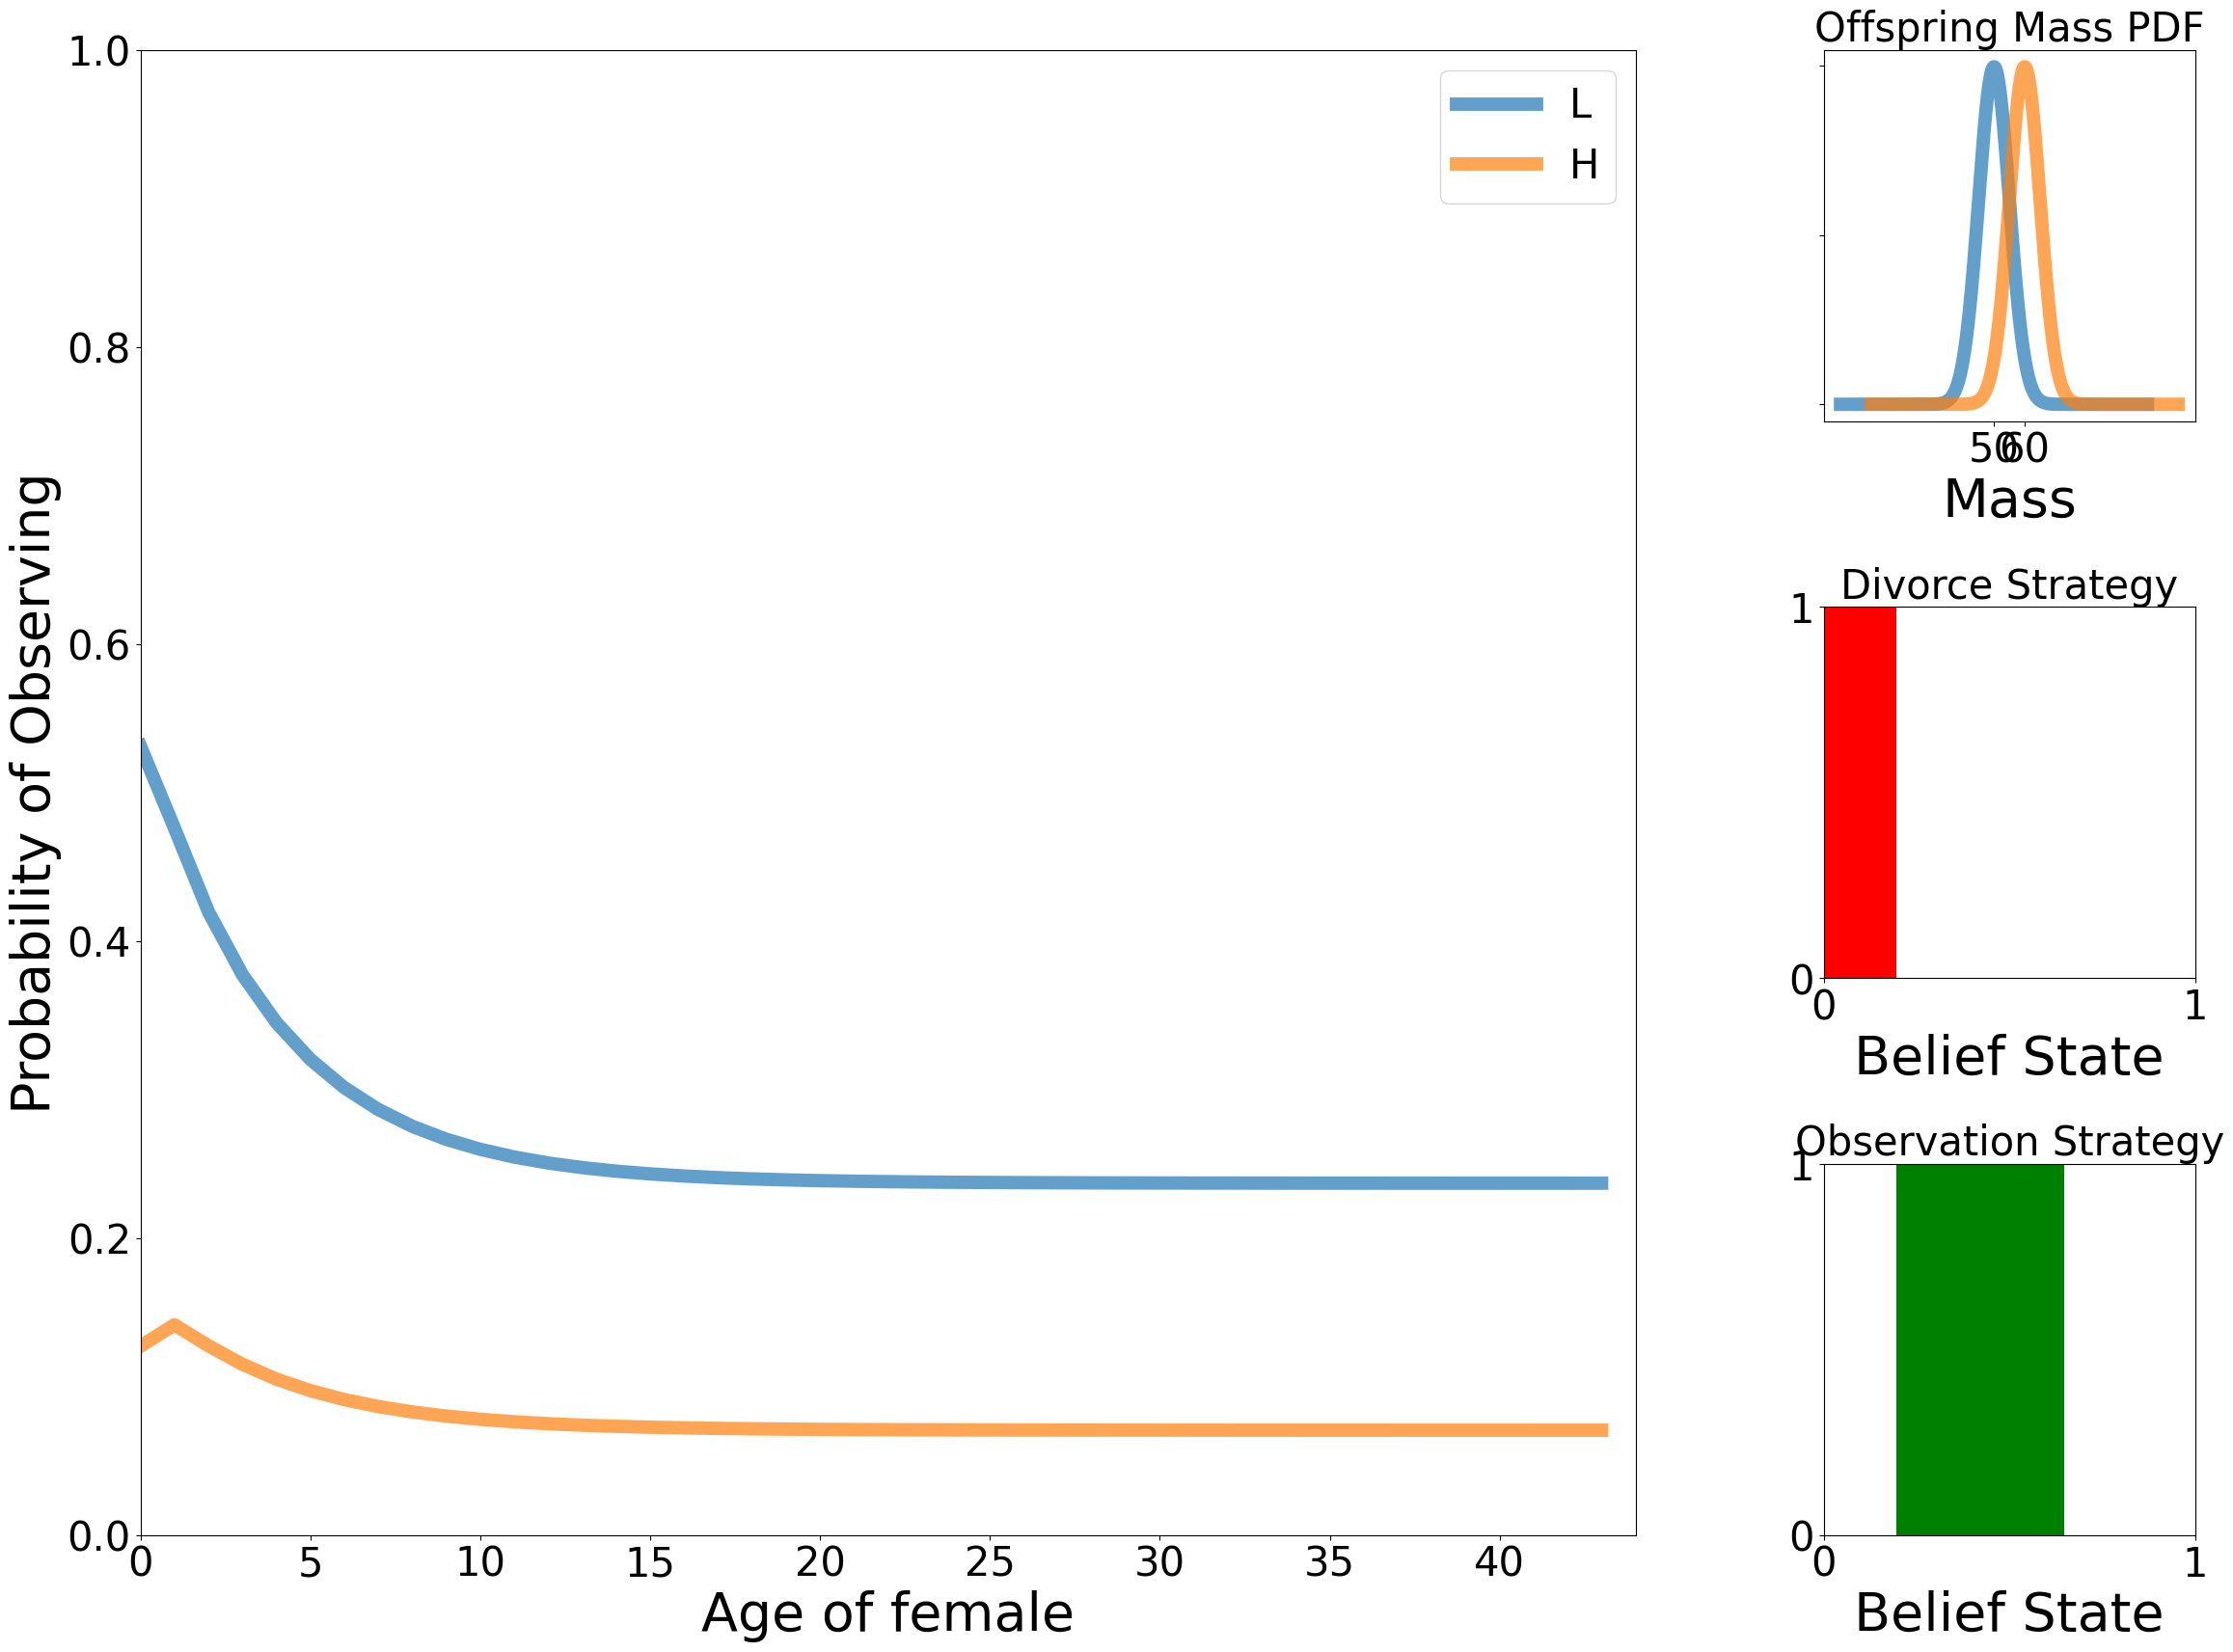 Probability of Observing
1.0
0.8
0.6
0.4
0.2
0.0
0 5 10 15 20 25 30 35 40
Age of female
L
H
Offspring Mass PDF
50 60
Mass
Divorce Strategy
1
0
0 1
Belief State
Observation Strategy
1
0
0 1
Belief State